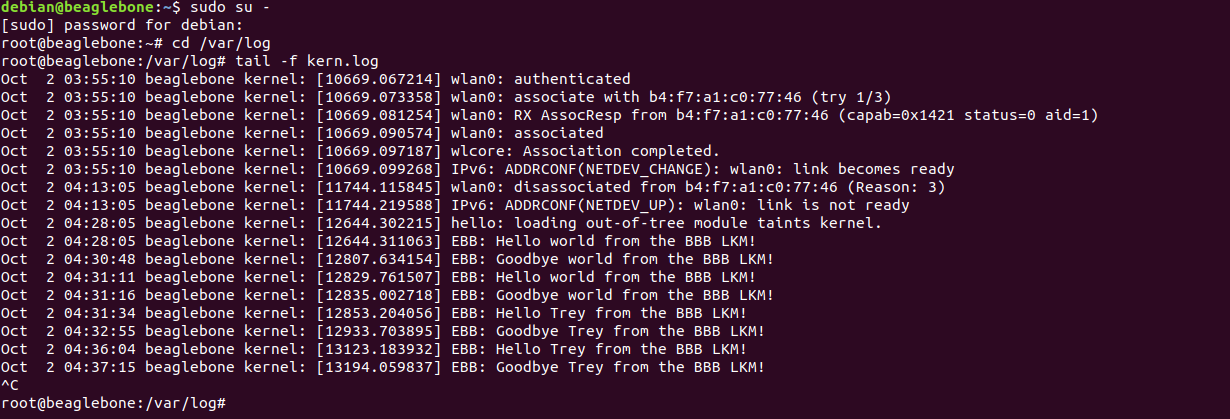 debian@beaglebone:~$ sudo su -
[sudo] password for debian:
root@beaglebone:~# cd /var/log
root@beaglebone:/var/log# tail -f kern.log
Oct  2 03:55:10 beaglebone kernel: [10669.067214] wlan0: authenticated
Oct  2 03:55:10 beaglebone kernel: [10669.073358] wlan0: associate with b4:f7:a1:c0:77:46 (try 1/3)
Oct  2 03:55:10 beaglebone kernel: [10669.081254] wlan0: RX AssocResp from b4:f7:a1:c0:77:46 (capab=0x1421 status=0 aid=1)
Oct  2 03:55:10 beaglebone kernel: [10669.090574] wlan0: associated
Oct  2 03:55:10 beaglebone kernel: [10669.097187] wlcore: Association completed.
Oct  2 03:55:10 beaglebone kernel: [10669.099268] IPv6: ADDRCONF(NETDEV_CHANGE): wlan0: link becomes ready
Oct  2 04:13:05 beaglebone kernel: [11744.115845] wlan0: disassociated from b4:f7:a1:c0:77:46 (Reason: 3)
Oct  2 04:13:05 beaglebone kernel: [11744.219588] IPv6: ADDRCONF(NETDEV_UP): wlan0: link is not ready
Oct  2 04:28:05 beaglebone kernel: [12644.302215] hello: loading out-of-tree module taints kernel.
Oct  2 04:28:05 beaglebone kernel: [12644.311063] EBB: Hello world from the BBB LKM!
Oct  2 04:30:48 beaglebone kernel: [12807.634154] EBB: Goodbye world from the BBB LKM!
Oct  2 04:31:11 beaglebone kernel: [12829.761507] EBB: Hello world from the BBB LKM!
Oct  2 04:31:16 beaglebone kernel: [12835.002718] EBB: Goodbye world from the BBB LKM!
Oct  2 04:31:34 beaglebone kernel: [12853.204056] EBB: Hello Trey from the BBB LKM!
Oct  2 04:32:55 beaglebone kernel: [12933.703895] EBB: Goodbye Trey from the BBB LKM!
Oct  2 04:36:04 beaglebone kernel: [13123.183932] EBB: Hello Trey from the BBB LKM!
Oct  2 04:37:15 beaglebone kernel: [13194.059837] EBB: Goodbye Trey from the BBB LKM!
^C
root@beaglebone:/var/log#